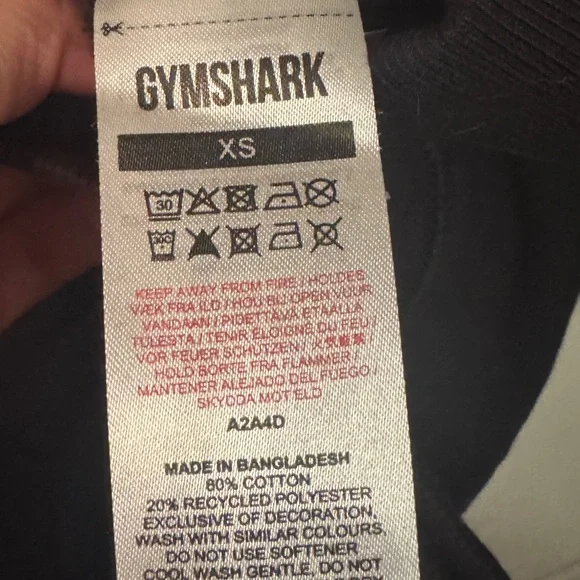 GYMSHARK
XS
30
KEEP AWAY FROM FIRE / HOLDES
VÆK FRA ILD / HOU BIJ OPEN VUUR
VANDAAN / PIDETTÄVÄ ETÄÄLLÄ
TULESTA / TENIR ÉLOIGNÉ DU FEU /
VOR FEUER SCHÜTZEN / 火気厳禁
HOLD BORTE FRA FLAMMER /
MANTENER ALEJADO DEL FUEGO /
SKYDDA MOT ELD
A2A4D
MADE IN BANGLADESH
80% COTTON
20% RECYCLED POLYESTER
EXCLUSIVE OF DECORATION.
WASH WITH SIMILAR COLOURS.
DO NOT USE SOFTENER
COOL WASH GENTLE, DO NOT